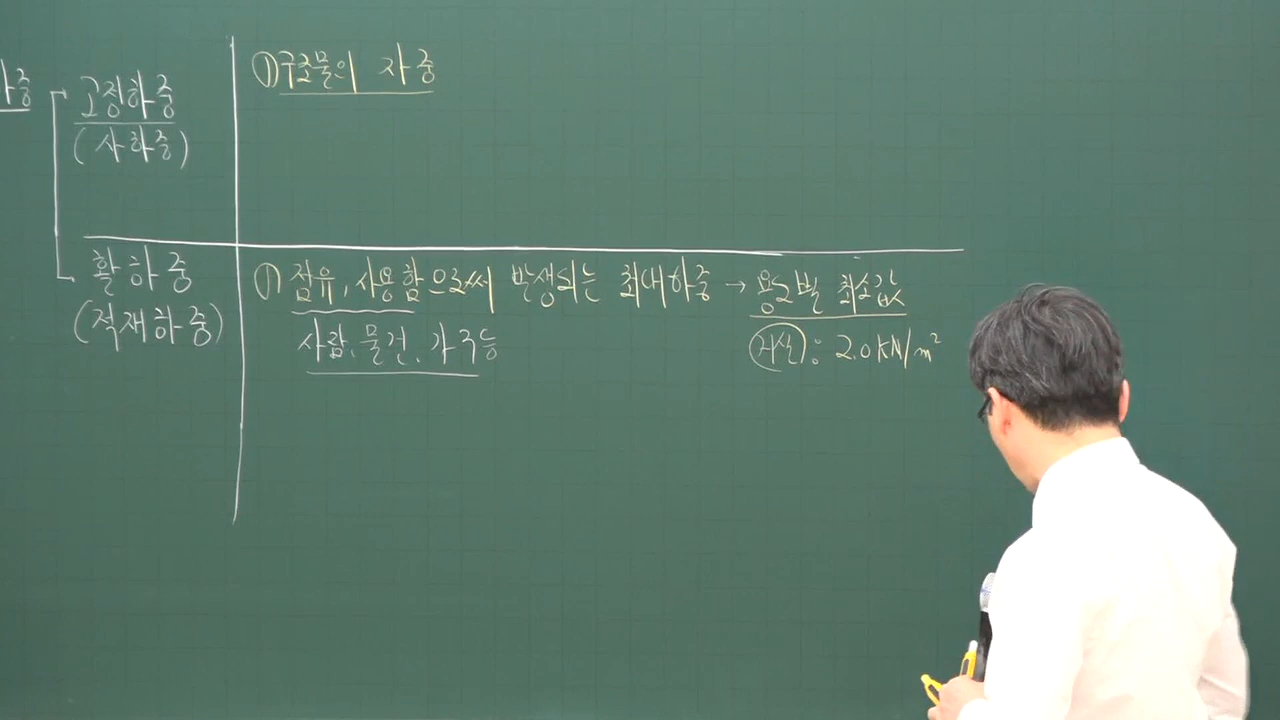 하중
고정하중
(사하중)
① 구조물의 자중
활하중
(적재하중)
① 점유, 사용함으로써 발생되는 최대하중 → 용도별 최소값
사람, 물건, 가구등
거실 : 2.0KN/m²